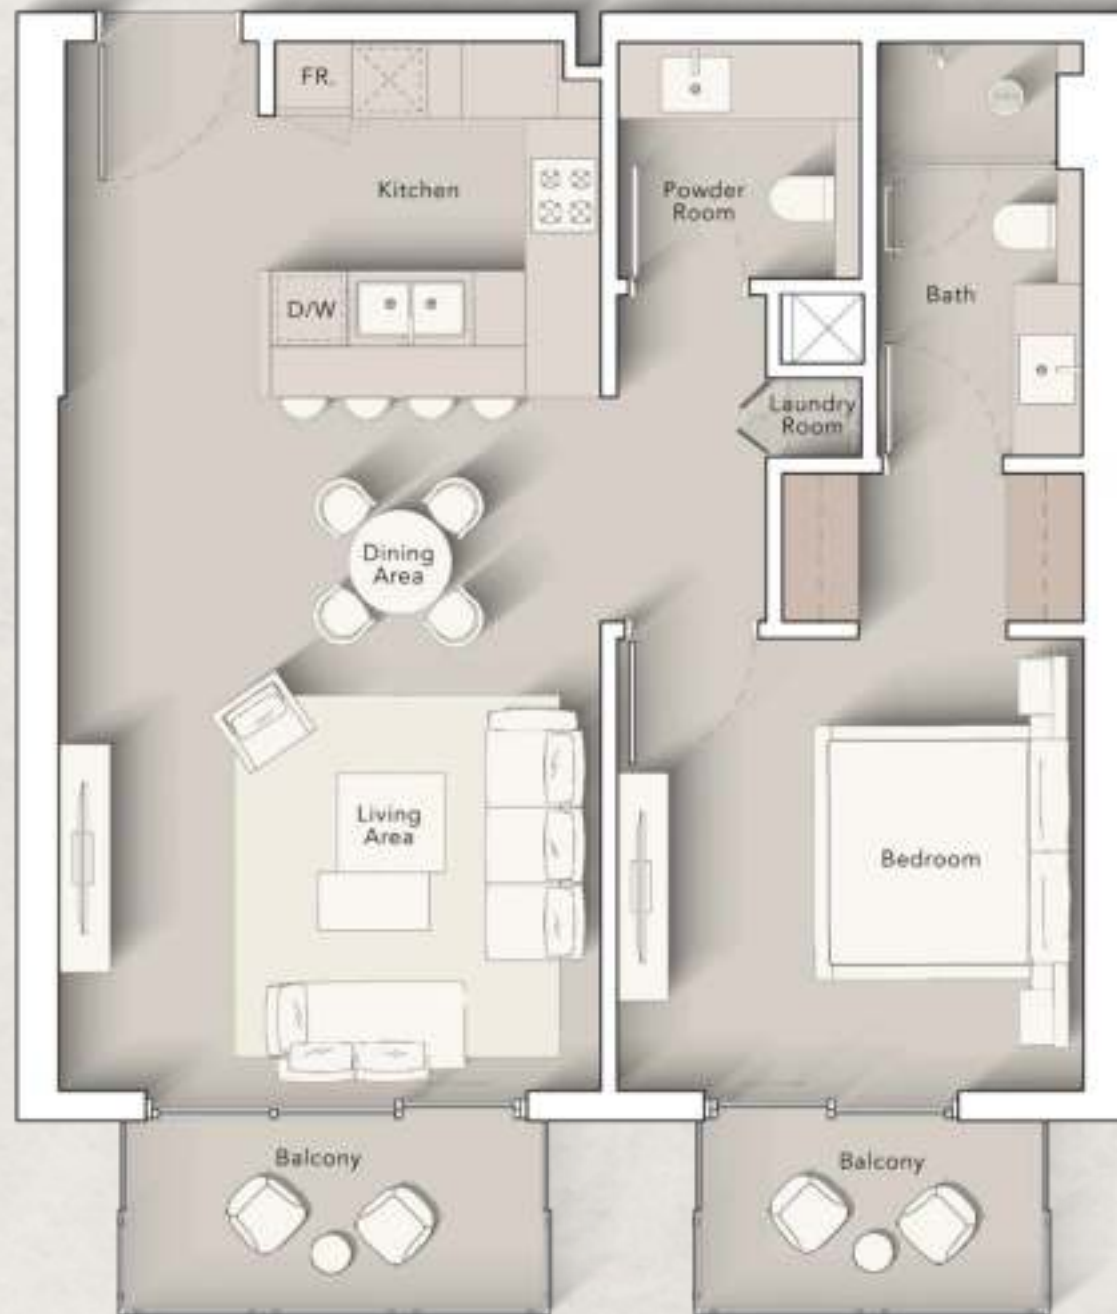 FR.
Kitchen
Powder
Room
D/W
Bath
Laundry
Room
Dining
Area
Living
Area
Bedroom
Balcony
Balcony